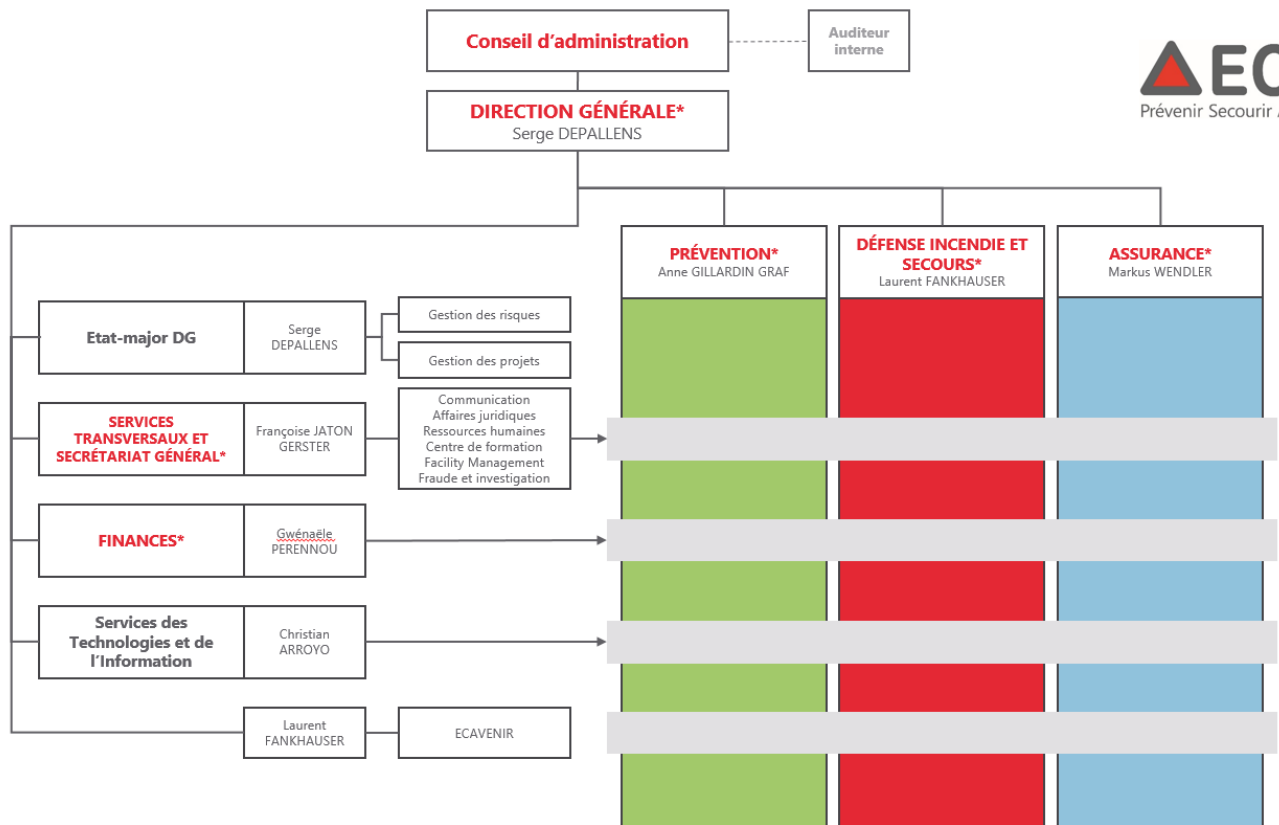 Conseil d'administration
Auditeur
interne
EC
Prévenir Secourir
DIRECTION GÉNÉRALE*
Serge DEPALLENS
PRÉVENTION*
Anne GILLARDIN GRAF
DÉFENSE INCENDIE ET
SECOURS*
Laurent FANKHAUSER
ASSURANCE*
Markus WENDLER
Etat-major DG
Serge
DEPALLENS
Gestion des risques
Gestion des projets
SERVICES
TRANSVERSAUX ET
SECRÉTARIAT GÉNÉRAL*
Françoise JATON
GERSTER
Communication
Affaires juridiques
Ressources humaines
Centre de formation
Facility Management
Fraude et investigation
FINANCES*
Gwénaële
PERENNOU
Services des
Technologies et de
l'Information
Christian
ARROYO
Laurent
FANKHAUSER
ECAVENIR